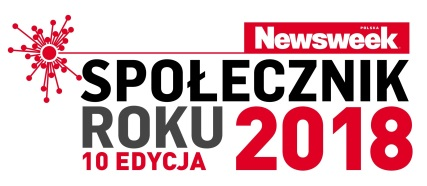 POLSKA
Newsweek
SPOŁECZNIK
ROKU 2018
10 EDYCJA